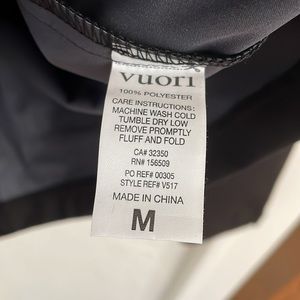 vuori
100% POLYESTER
CARE INSTRUCTIONS:
MACHINE WASH COLD
TUMBLE DRY LOW
REMOVE PROMPTLY
FLUFF AND FOLD
CA# 32350
RN# 156509
PO REF# 00305
STYLE REF# V517
MADE IN CHINA
M